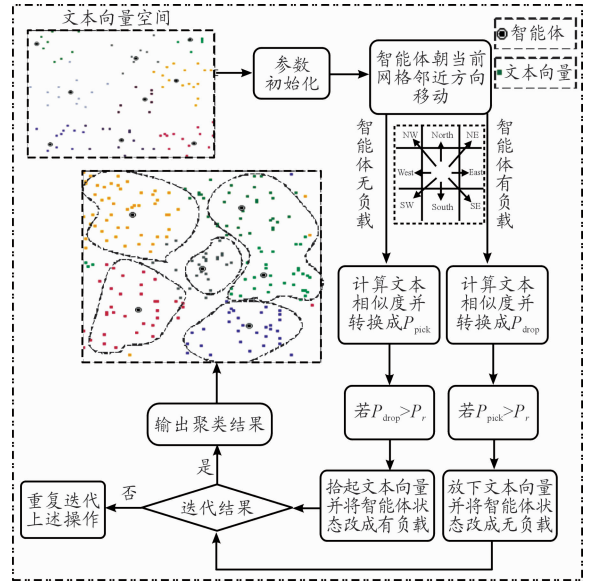 文本向量空间
智能体
文本向量
参数
初始化
智能体朝当前
网格邻近方向
移动
智能体无负载
NW North NE
West East
SW South SE
智能体有负载
计算文本
相似度并
转换成Ppick
计算文本
相似度并
转换成Pdrop
若Pdrop>Pr
若Ppick>Pr
拾起文本向量
并将智能体状
态改成有负载
放下文本向量
并将智能体状
态改成无负载
输出聚类结果
是
迭代结果
否
重复迭代
上述操作